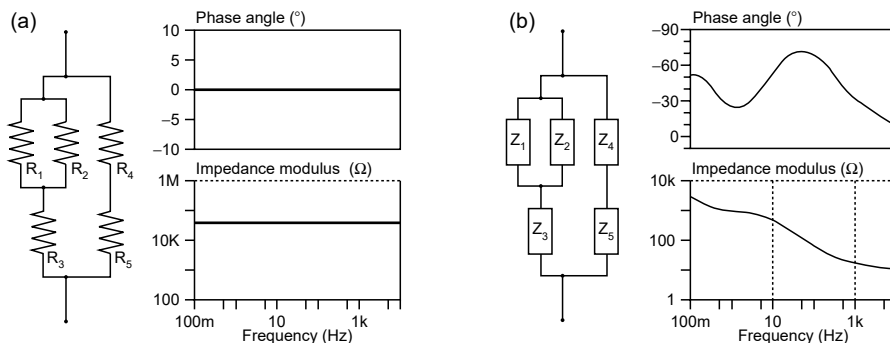 (a)
Phase angle (°)
10
5
0
−5
−10
Impedance modulus (Ω)
1M
10K
100
100m
10
1k
Frequency (Hz)
R1
R2
R4
R3
R5
(b)
Phase angle (°)
−90
−60
−30
0
Impedance modulus (Ω)
10k
100
1
100m
10
1k
Frequency (Hz)
Z1
Z2
Z4
Z3
Z5